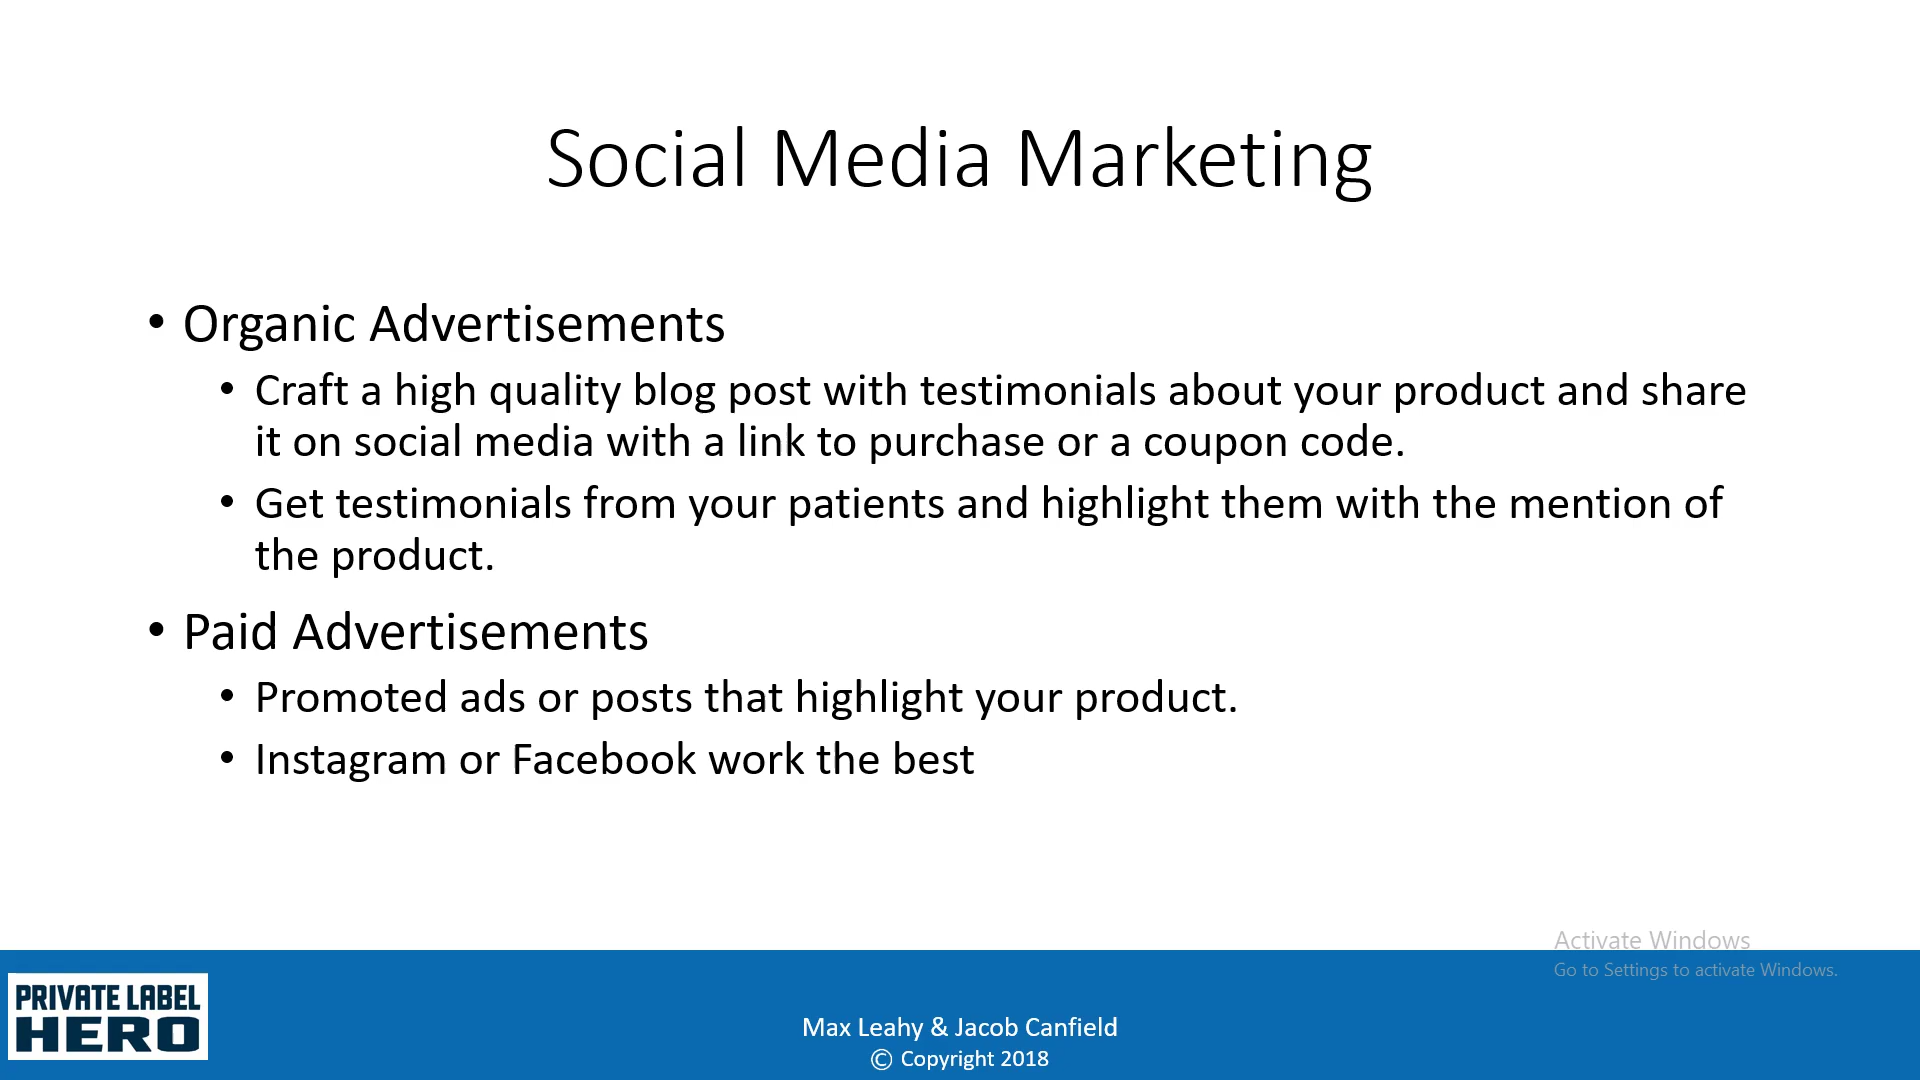 Social Media Marketing
• Organic Advertisements
• Craft a high quality blog post with testimonials about your product and share
it on social media with a link to purchase or a coupon code.
• Get testimonials from your patients and highlight them with the mention of
the product.
• Paid Advertisements
• Promoted ads or posts that highlight your product.
• Instagram or Facebook work the best
Activate Windows
Go to Settings to activate Windows.
PRIVATE LABEL
HERO
Max Leahy & Jacob Canfield
© Copyright 2018